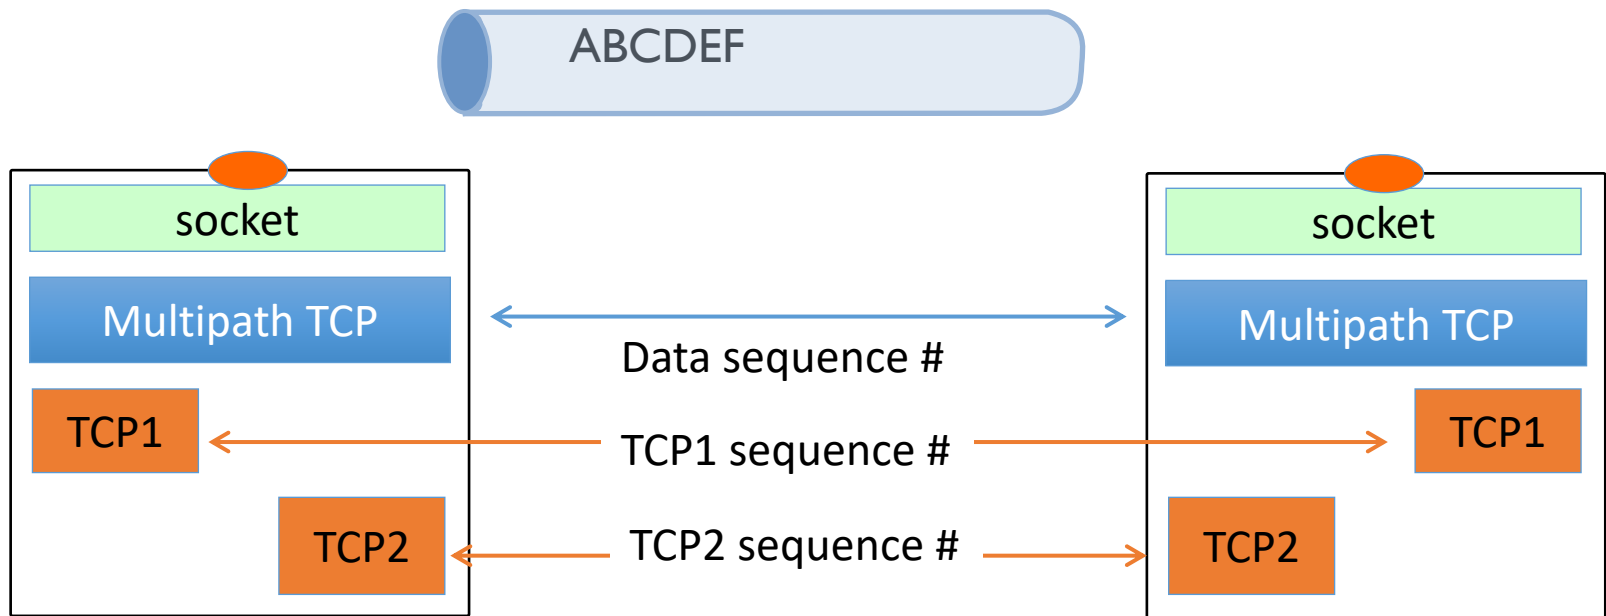 ABCDEF
socket
socket
Multipath TCP
Multipath TCP
Data sequence #
TCP1
TCP1 sequence #
TCP1
TCP2
TCP2 sequence #
TCP2